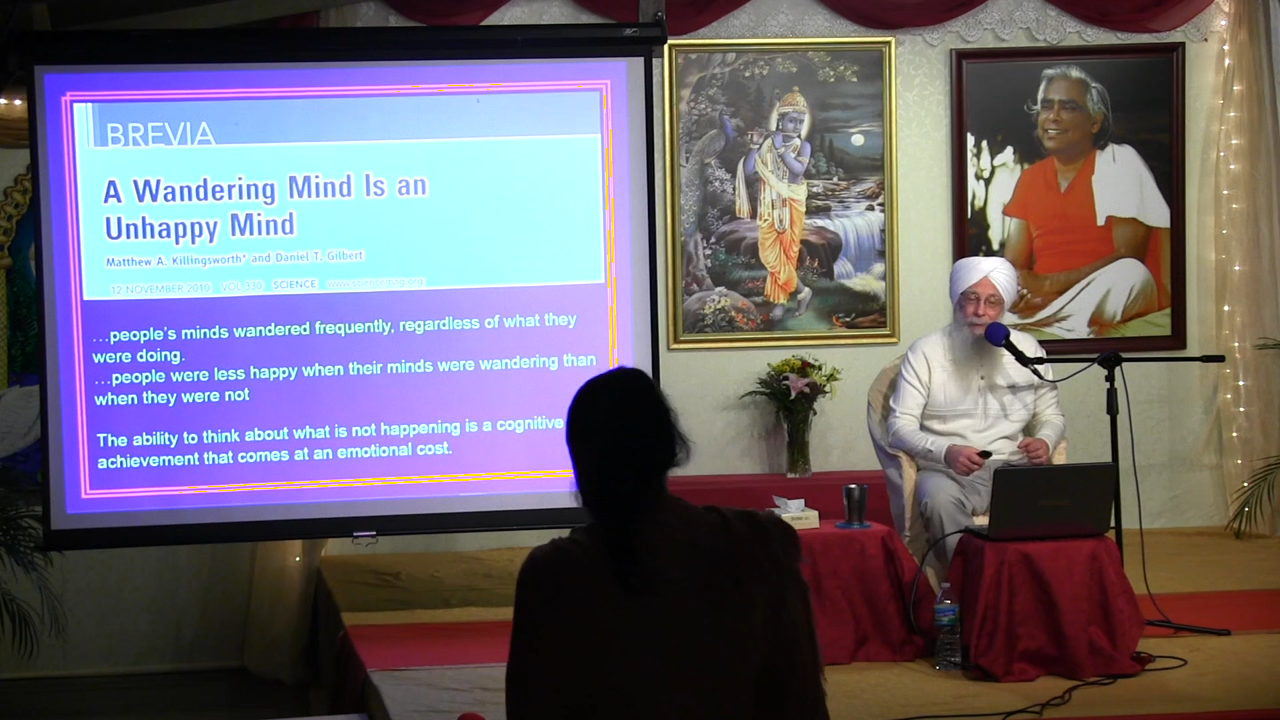 BREVIA
A Wandering Mind Is an
Unhappy Mind
Matthew A. Killingsworth* and Daniel T. Gilbert
12 NOVEMBER 2010 VOL 330 SCIENCE www.sciencemag.org
…people's minds wandered frequently, regardless of what they
were doing.
…people were less happy when their minds were wandering than
when they were not
The ability to think about what is not happening is a cognitive
achievement that comes at an emotional cost.